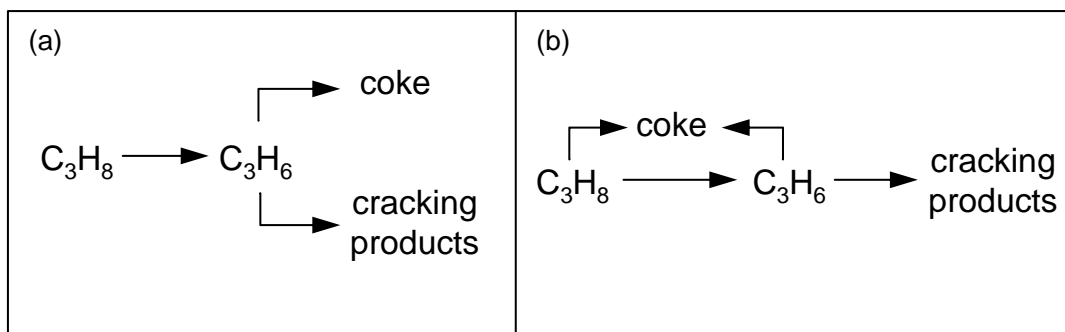 (a)
coke
C₃H₈
C₃H₆
cracking
products
(b)
coke
C₃H₈
C₃H₆
cracking
products